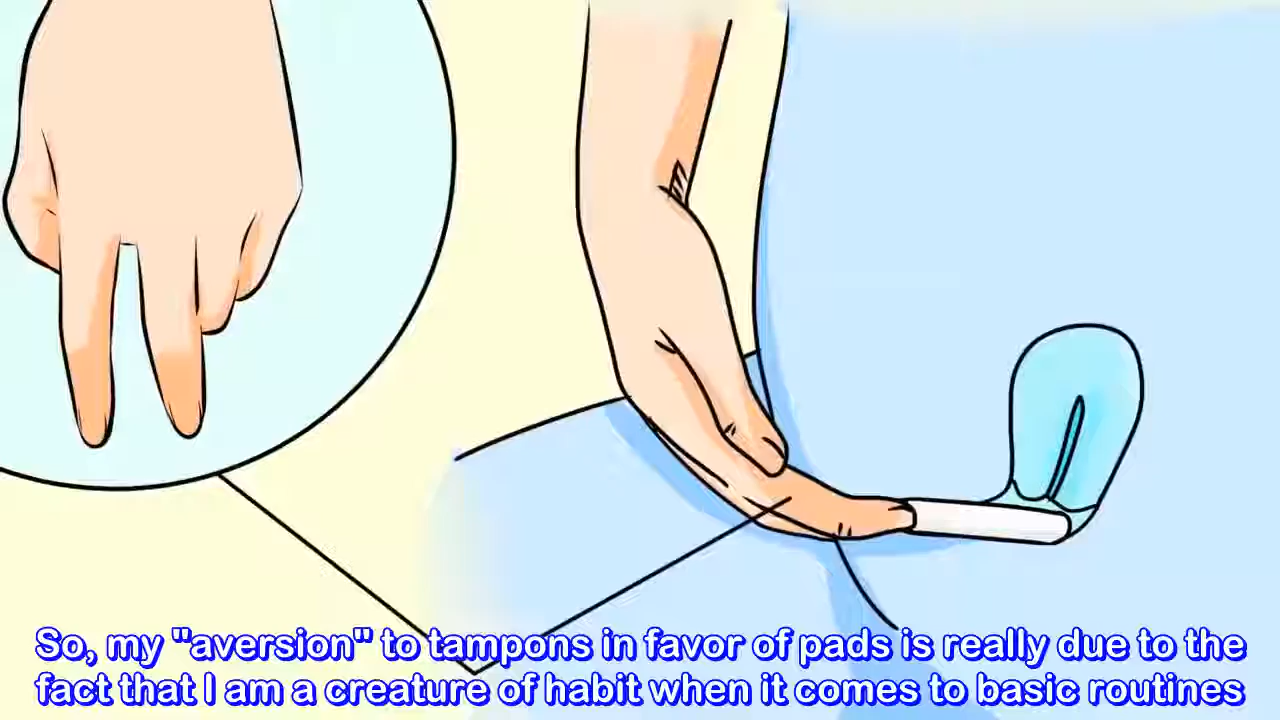 So, my "aversion" to tampons in favor of pads is really due to the
fact that I am a creature of habit when it comes to basic routines